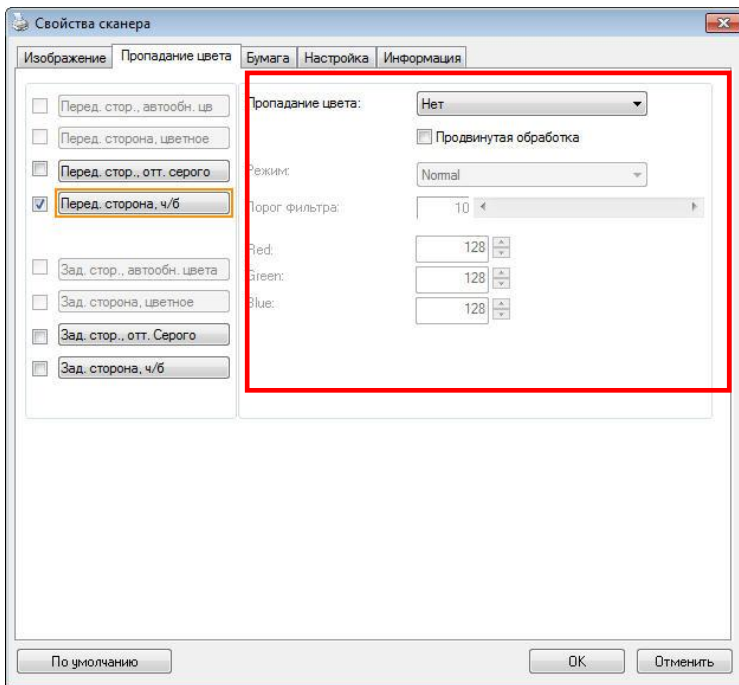 Свойства сканера
Изображение Пропадание цвета Бумага Настройка Информация
Перед. стор., автообн. цв
Перед. сторона, цветное
Перед. стор., отт. серого
Перед. сторона, ч/б
Зад. стор., автообн. цвета
Зад. сторона, цветное
Зад. стор., отт. Серого
Зад. сторона, ч/б
Пропадание цвета: Нет
Продвинутая обработка
Режим: Normal
Порог фильтра: 10
Red: 128
Green: 128
Blue: 128
По умолчанию OK Отменить